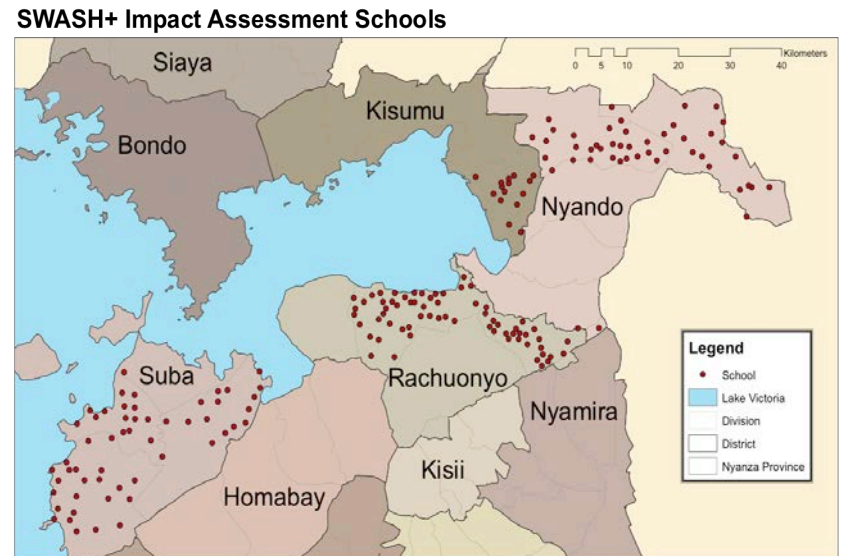 SWASH+ Impact Assessment Schools
Siaya
Kilometers
0 5 10 20 30 40
Kisumu
Bondo
Nyando
Legend
School
Lake Victoria
Division
District
Nyanza Province
Suba
Rachuonyo
Nyamira
Kisii
Homabay